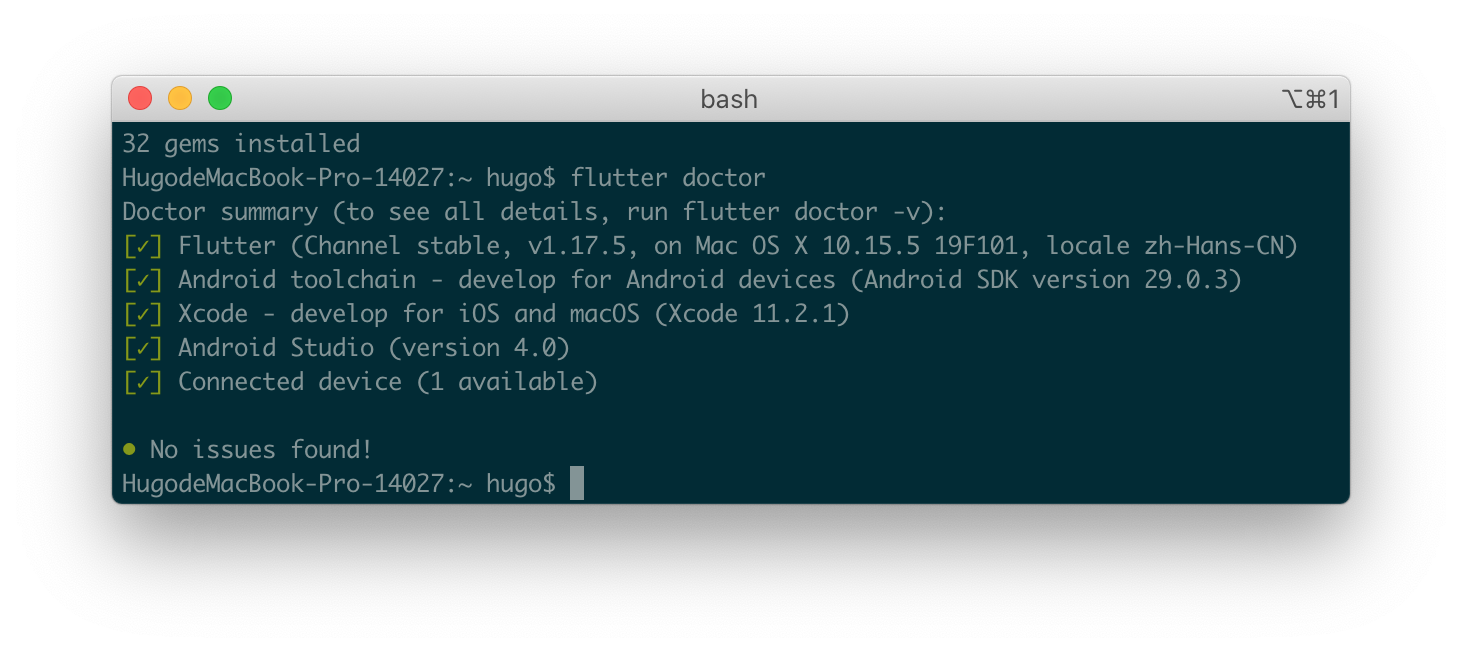 bash
⌥⌘1
32 gems installed
HugodeMacBook-Pro-14027:~ hugo$ flutter doctor
Doctor summary (to see all details, run flutter doctor -v):
[✓] Flutter (Channel stable, v1.17.5, on Mac OS X 10.15.5 19F101, locale zh-Hans-CN)
[✓] Android toolchain - develop for Android devices (Android SDK version 29.0.3)
[✓] Xcode - develop for iOS and macOS (Xcode 11.2.1)
[✓] Android Studio (version 4.0)
[✓] Connected device (1 available)
• No issues found!
HugodeMacBook-Pro-14027:~ hugo$